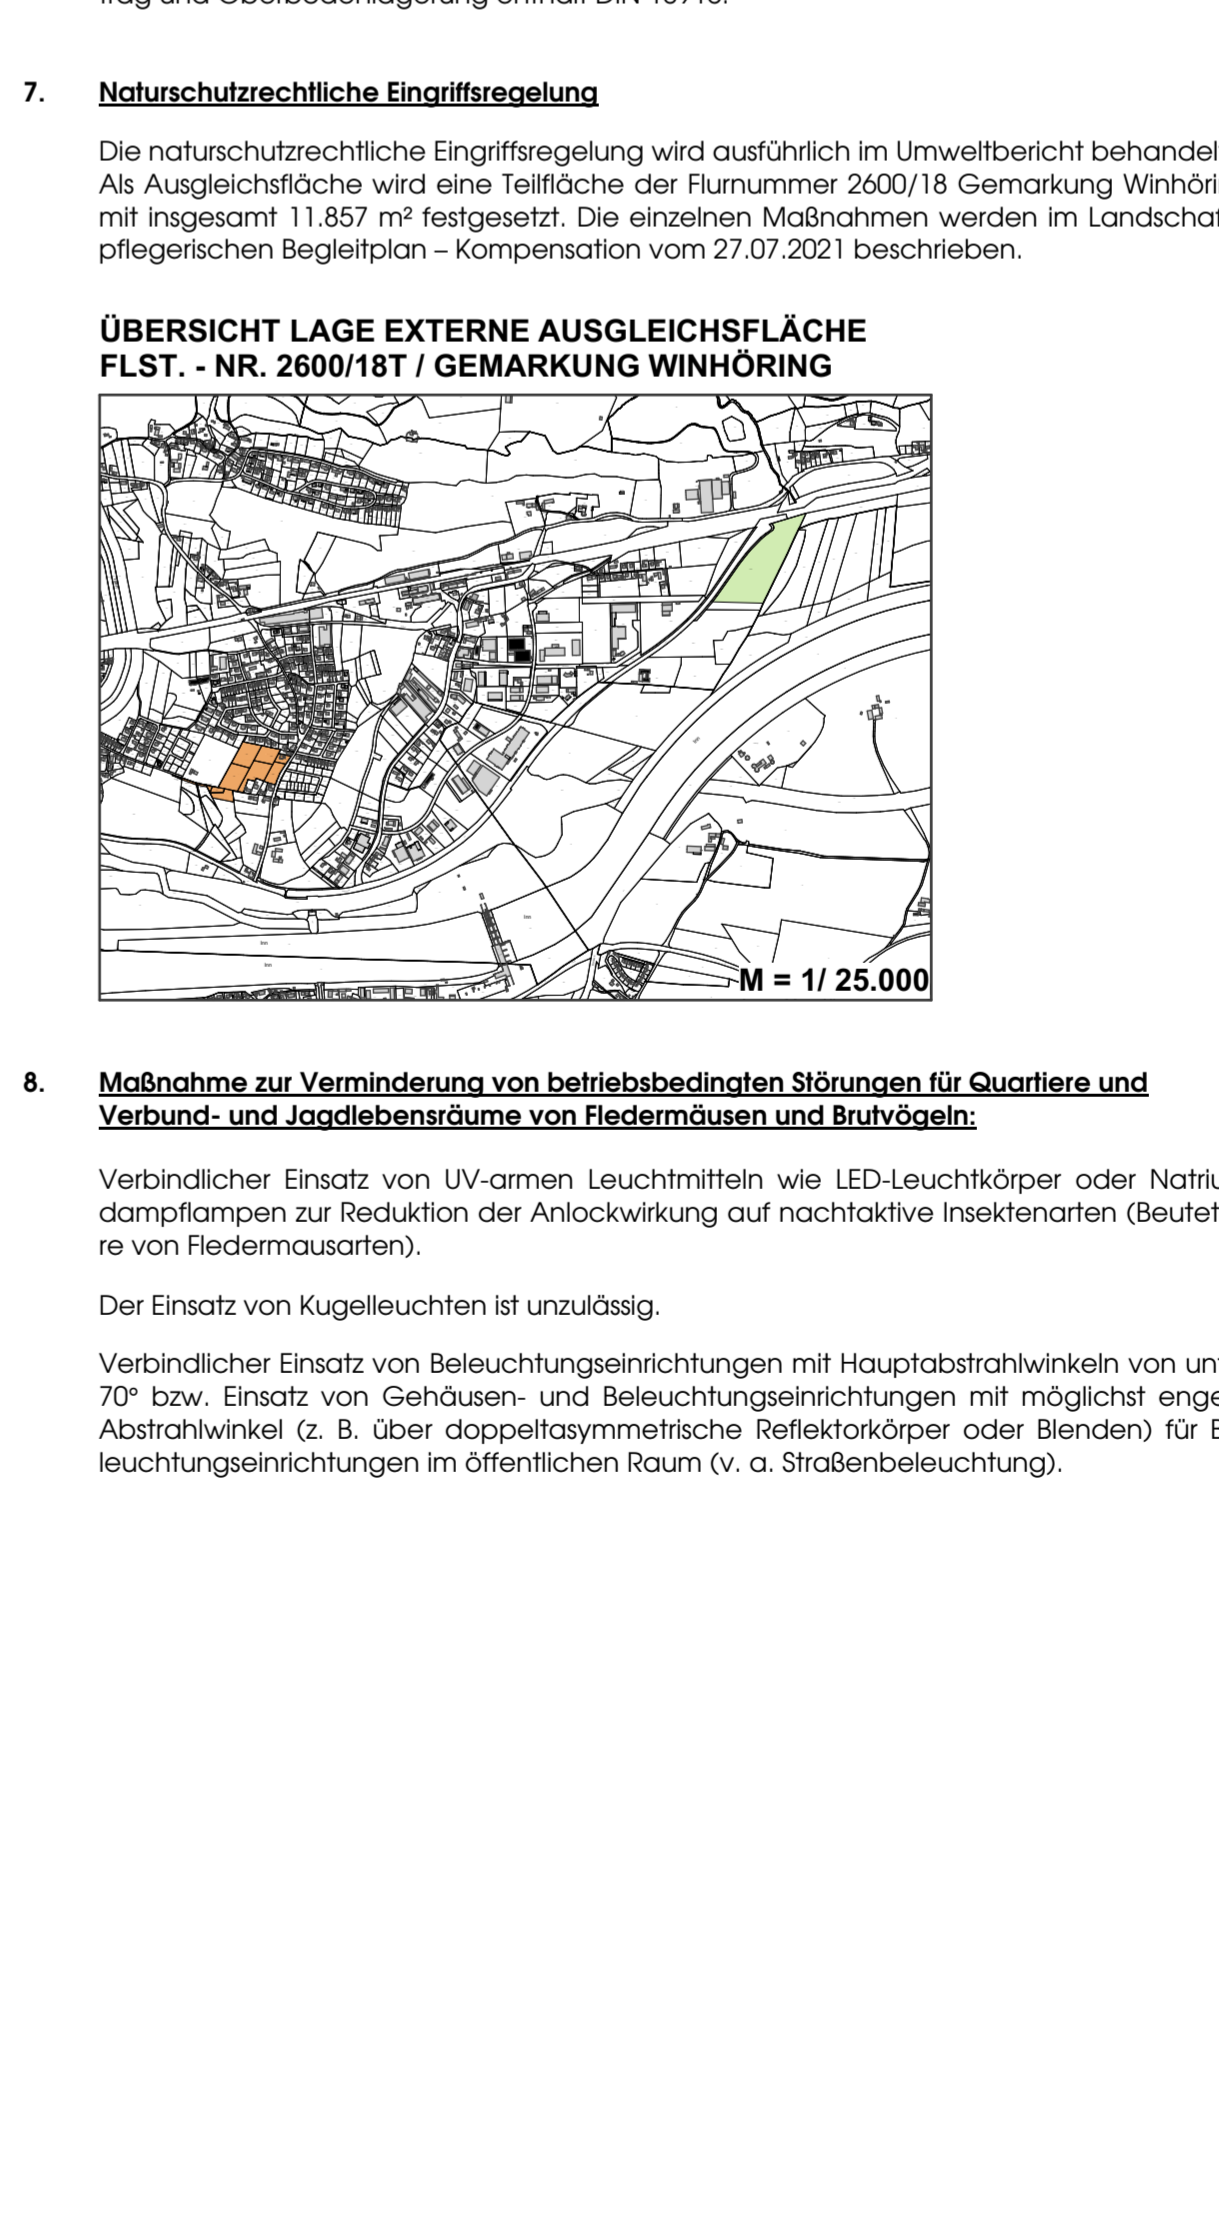 7. Naturschutzrechtliche Eingriffsregelung
Die naturschutzrechtliche Eingriffsregelung wird ausführlich im Umweltbericht behandel
Als Ausgleichsfläche wird eine Teilfläche der Flurnummer 2600/18 Gemarkung Winhöri
mit insgesamt 11.857 m² festgesetzt. Die einzelnen Maßnahmen werden im Landschaf
pflegerischen Begleitplan – Kompensation vom 27.07.2021 beschrieben.
ÜBERSICHT LAGE EXTERNE AUSGLEICHSFLÄCHE
FLST. - NR. 2600/18T / GEMARKUNG WINHÖRING
Inn
Inn
Inn
M = 1/ 25.000
8. Maßnahme zur Verminderung von betriebsbedingten Störungen für Quartiere und
Verbund- und Jagdlebensräume von Fledermäusen und Brutvögeln:
Verbindlicher Einsatz von UV-armen Leuchtmitteln wie LED-Leuchtkörper oder Natriu
dampflampen zur Reduktion der Anlockwirkung auf nachtaktive Insektenarten (Beutet
re von Fledermausarten).
Der Einsatz von Kugelleuchten ist unzulässig.
Verbindlicher Einsatz von Beleuchtungseinrichtungen mit Hauptabstrahlwinkeln von unt
70° bzw. Einsatz von Gehäusen- und Beleuchtungseinrichtungen mit möglichst enge
Abstrahlwinkel (z. B. über doppeltasymmetrische Reflektorkörper oder Blenden) für B
leuchtungseinrichtungen im öffentlichen Raum (v. a. Straßenbeleuchtung).